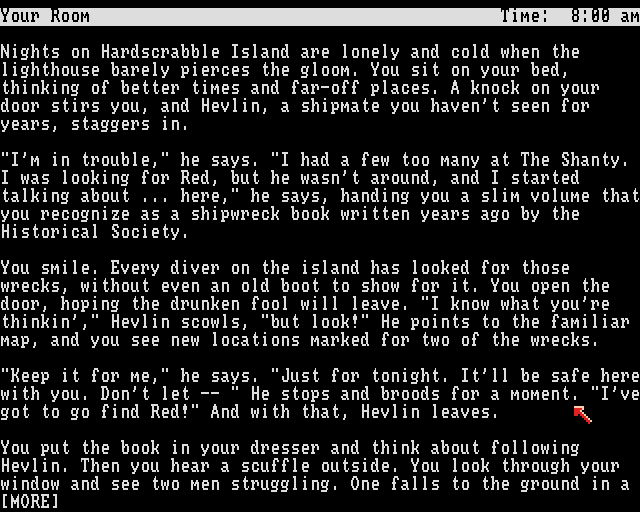 Your Room Time: 8:00 am
Nights on Hardscrabble Island are lonely and cold when the
lighthouse barely pierces the gloom. You sit on your bed,
thinking of better times and far-off places. A knock on your
door stirs you, and Hevlin, a shipmate you haven't seen for
years, staggers in.
"I'm in trouble," he says. "I had a few too many at The Shanty.
I was looking for Red, but he wasn't around, and I started
talking about ... here," he says, handing you a slim volume that
you recognize as a shipwreck book written years ago by the
Historical Society.
You smile. Every diver on the island has looked for those
wrecks, without even an old boot to show for it. You open the
door, hoping the drunken fool will leave. "I know what you're
thinkin'," Hevlin scowls, "but look!" He points to the familiar
map, and you see new locations marked for two of the wrecks.
"Keep it for me," he says. "Just for tonight. It'll be safe here
with you. Don't let -- " He stops and broods for a moment. "I've
got to go find Red!" And with that, Hevlin leaves.
You put the book in your dresser and think about following
Hevlin. Then you hear a scuffle outside. You look through your
window and see two men struggling. One falls to the ground in a
[MORE]